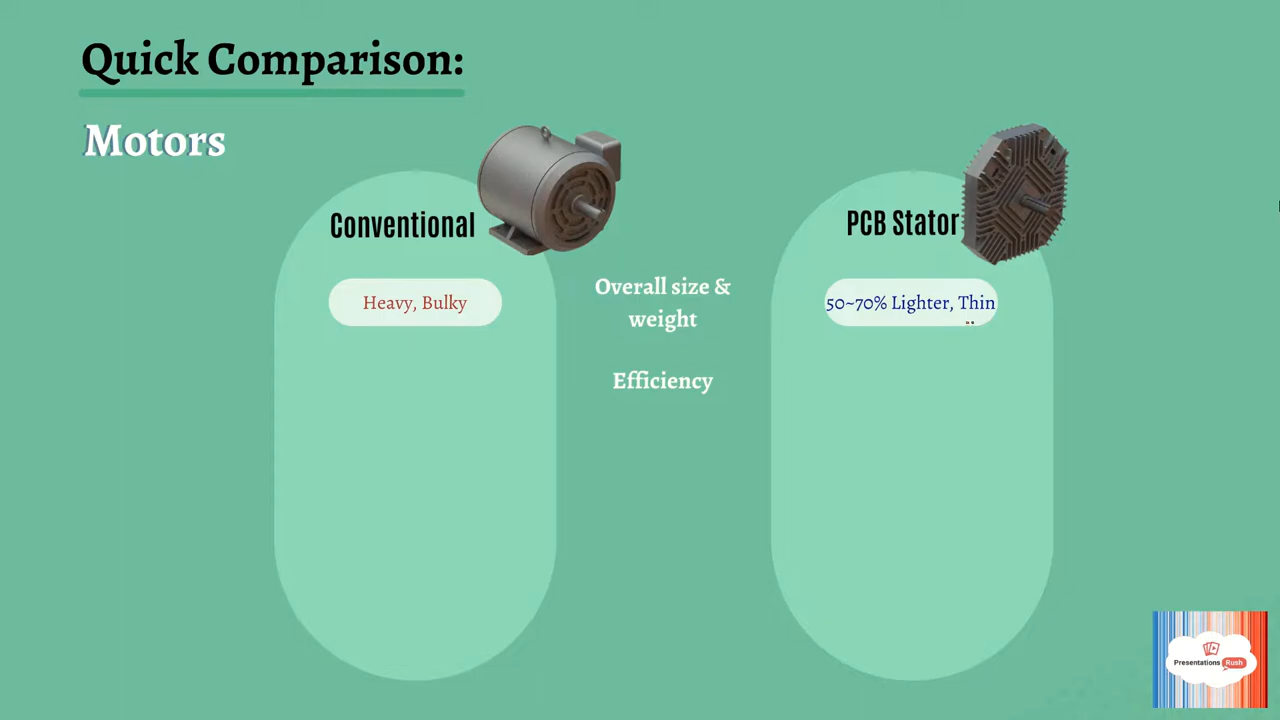 Quick Comparison:
Motors
Conventional
PCB Stator
Heavy, Bulky
Overall size &
weight
50~70% Lighter, Thin
Efficiency
Presentations Rush